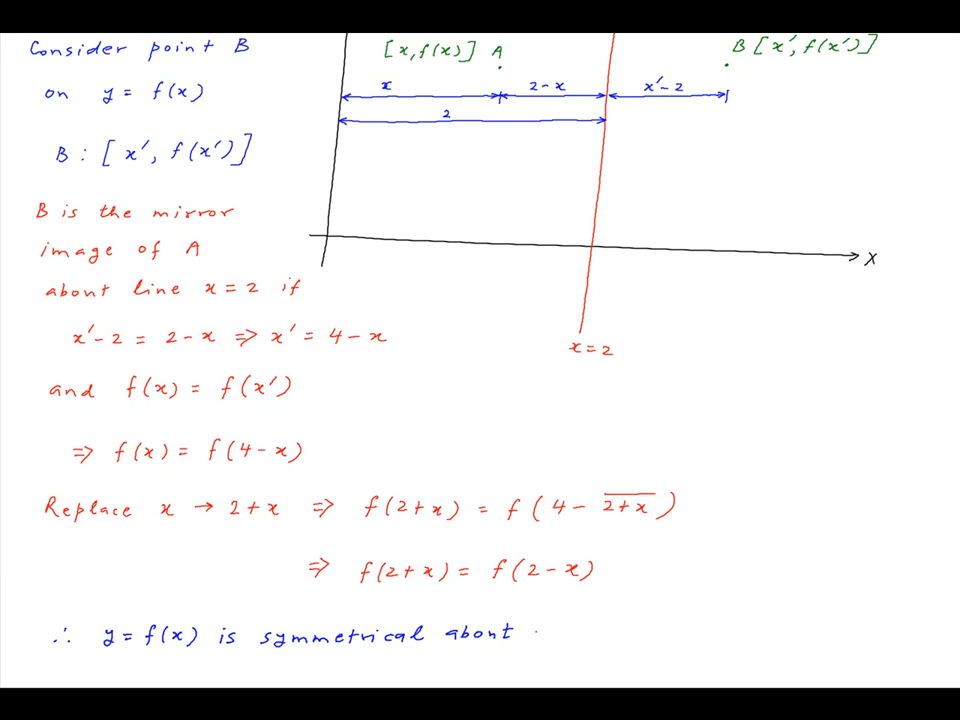 Consider point B
on y = f(x)
B : [x', f(x')]
[x, f(x)] A
B [x', f(x')]
x
2-x
x'-2
2
X
x = 2
B is the mirror
image of A
about line x = 2 if
x'-2 = 2-x ⇒ x' = 4-x
and f(x) = f(x')
⇒ f(x) = f(4-x)
Replace x → 2+x ⇒ f(2+x) = f(4 - \overline{2+x})
⇒ f(2+x) = f(2-x)
∴ y = f(x) is symmetrical about